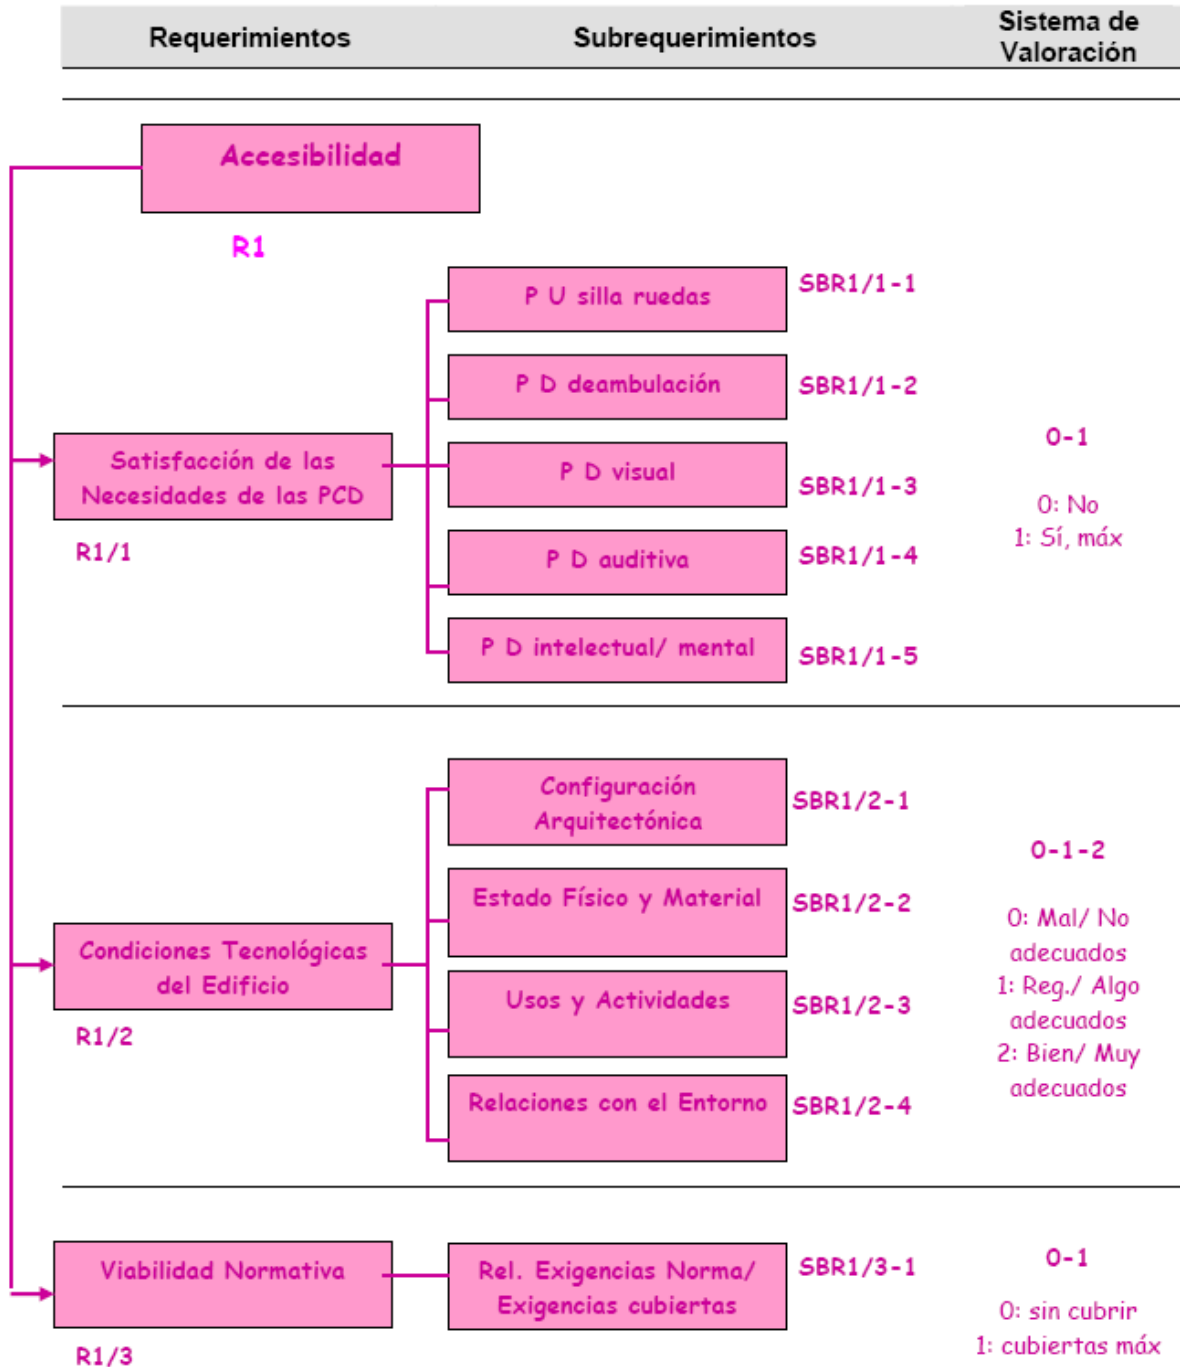 Requerimientos
Subrequerimientos
Sistema de
Valoración
Accesibilidad
R1
P U silla ruedas
SBR1/1-1
P D deambulación
SBR1/1-2
Satisfacción de las
Necesidades de las PCD
R1/1
P D visual
SBR1/1-3
P D auditiva
SBR1/1-4
P D intelectual/ mental
SBR1/1-5
0-1
0: No
1: Sí, máx
Configuración
Arquitectónica
SBR1/2-1
Estado Físico y Material
SBR1/2-2
Condiciones Tecnológicas
del Edificio
R1/2
Usos y Actividades
SBR1/2-3
Relaciones con el Entorno
SBR1/2-4
0-1-2
0: Mal/ No
adecuados
1: Reg./ Algo
adecuados
2: Bien/ Muy
adecuados
Viabilidad Normativa
R1/3
Rel. Exigencias Norma/
Exigencias cubiertas
SBR1/3-1
0-1
0: sin cubrir
1: cubiertas máx